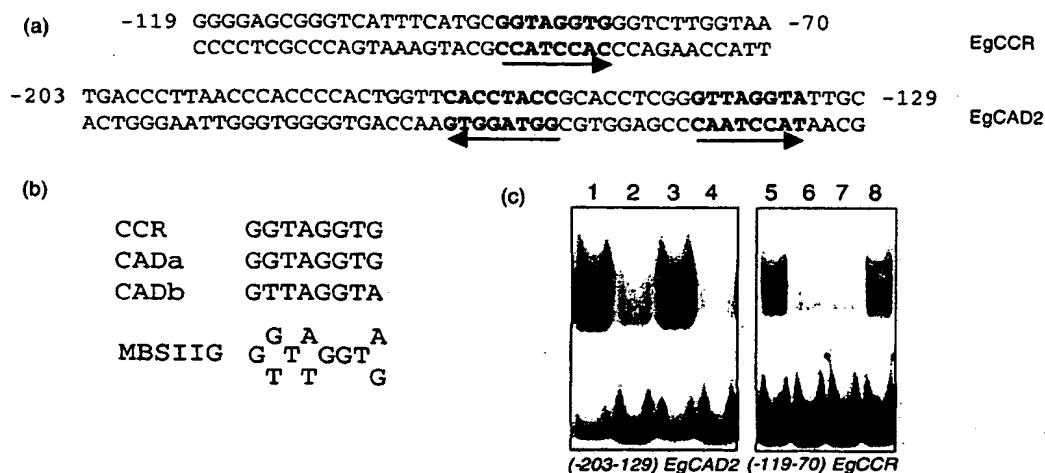 (a)
-119 GGGGAGCGGGTCATTTCATGCGGTAGGTGGGTCTTGGTAA -70
CCCCTCGCCCAGTAAAGTACGCCATCCACCCAGAACCATT
EgCCR
-203 TGACCCTTAACCCACCCCACTGGTTCACCTACCGCACCTCGGGTTAGGTATTGC -129
ACTGGGAATTGGGTGGGGTGACCAAGTGGATGGCGTGGAGCCCAATCCATAACG
EgCAD2
(b)
CCR GGTAGGTG
CADa GGTAGGTG
CADb GTTAGGTA
G A A
MBSIIG G T GGT
T T G
(c)
1 2 3 4 5 6 7 8
(-203-129) EgCAD2 (-119-70) EgCCR